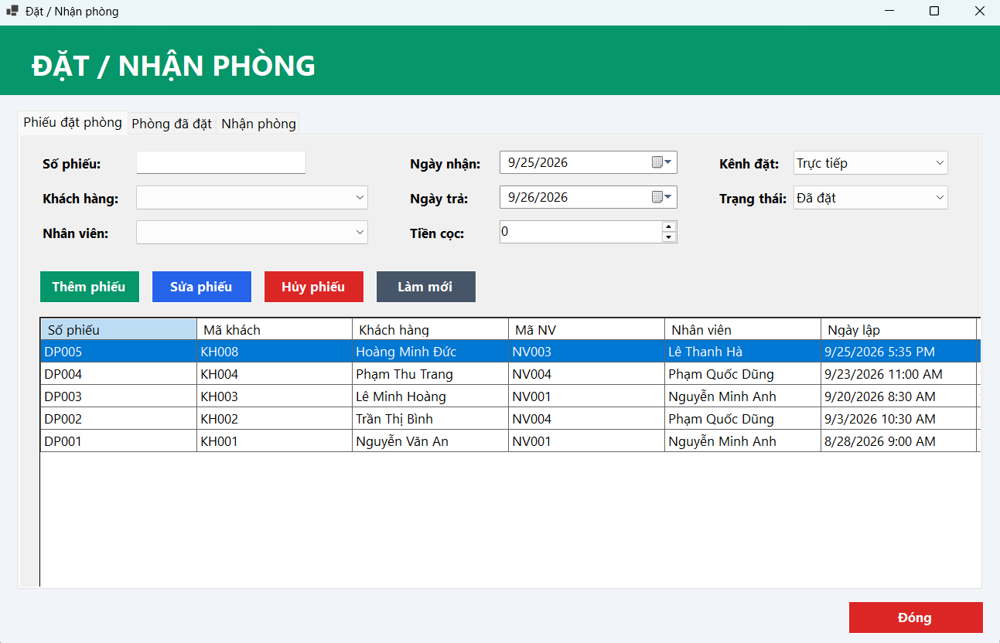 Đặt / Nhận phòng
ĐẶT / NHẬN PHÒNG
Phiếu đặt phòng Phòng đã đặt Nhận phòng
Số phiếu: Ngày nhận: 9/25/2026 Kênh đặt: Trực tiếp
Khách hàng: Ngày trả: 9/26/2026 Trạng thái: Đã đặt
Nhân viên: Tiền cọc: 0
Thêm phiếu Sửa phiếu Hủy phiếu Làm mới
Số phiếu Mã khách Khách hàng Mã NV Nhân viên Ngày lập
DP005 KH008 Hoàng Minh Đức NV003 Lê Thanh Hà 9/25/2026 5:35 PM
DP004 KH004 Phạm Thu Trang NV004 Phạm Quốc Dũng 9/23/2026 11:00 AM
DP003 KH003 Lê Minh Hoàng NV001 Nguyễn Minh Anh 9/20/2026 8:30 AM
DP002 KH002 Trần Thị Bình NV004 Phạm Quốc Dũng 9/3/2026 10:30 AM
DP001 KH001 Nguyễn Văn An NV001 Nguyễn Minh Anh 8/28/2026 9:00 AM
Đóng